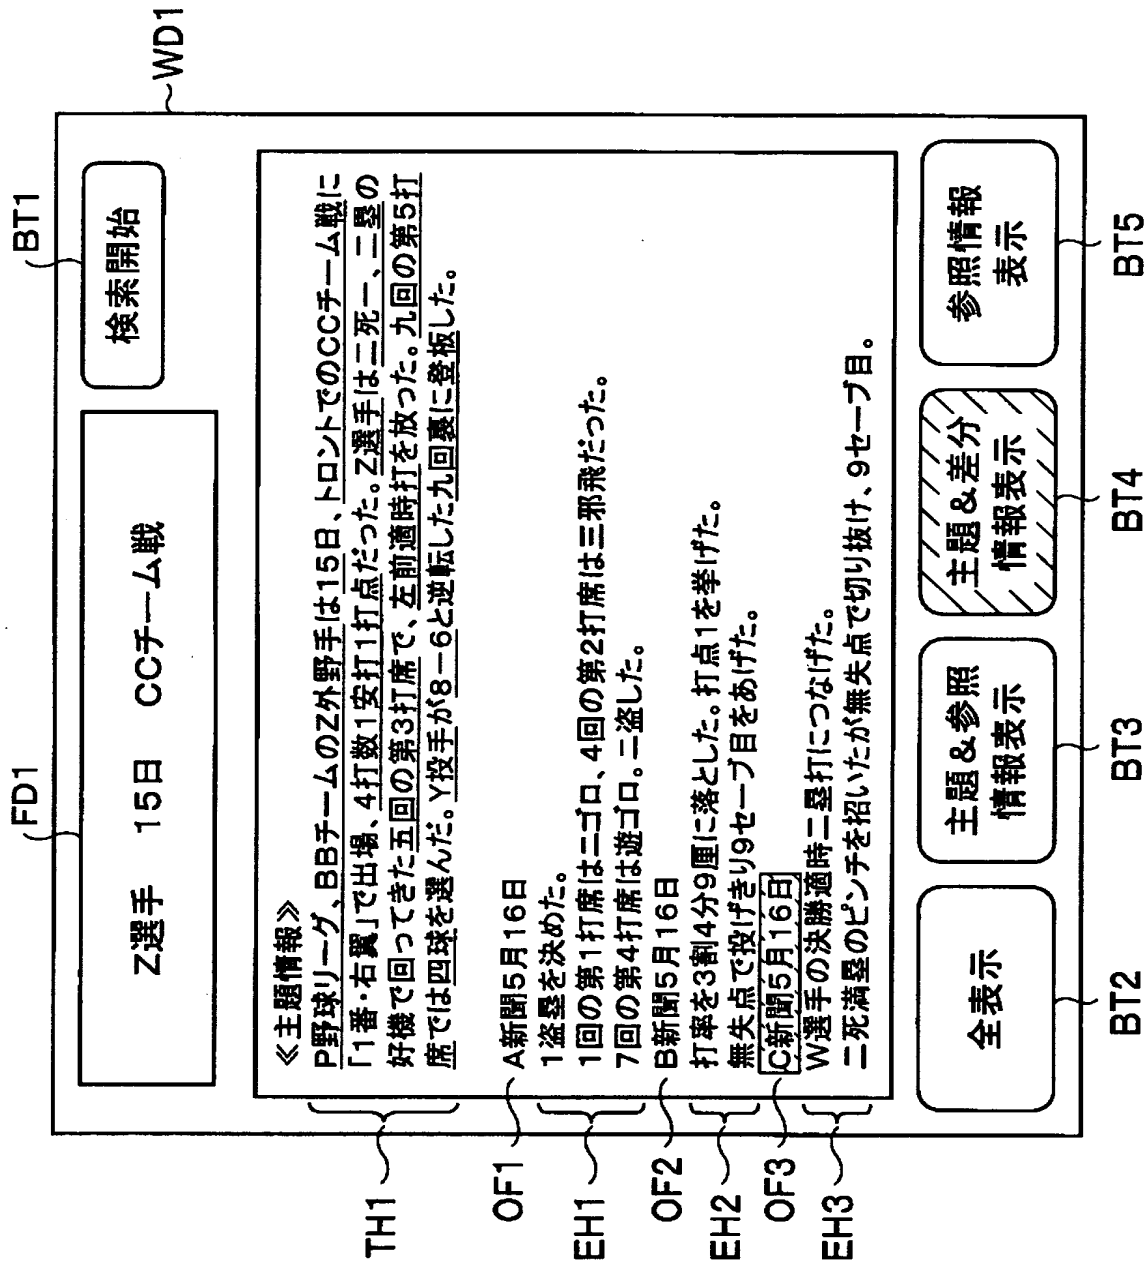 FD1
BT1
WD1
Z選手　15日　CCチーム戦
検索開始
≪主題情報≫
P野球リーグ、BBチームのZ外野手は15日、トロントでのCCチーム戦に
「1番・右翼」で出場、4打数1安打1打点だった。Z選手は二死一、二塁の
好機で回ってきた五回の第3打席で、左前適時打を放った。九回の第5打
席では四球を選んだ。Y投手が8－6と逆転した九回裏に登板した。
TH1
OF1
A新聞5月16日
1盗塁を決めた。
1回の第1打席は二ゴロ、4回の第2打席は三邪飛だった。
7回の第4打席は遊ゴロ。二盗した。
EH1
OF2
B新聞5月16日
打率を3割4分9厘に落とした。打点1を挙げた。
無失点で投げきり9セーブ目をあげた。
EH2
OF3
C新聞5月16日
W選手の決勝適時二塁打につなげた。
二死満塁のピンチを招いたが無失点で切り抜け、9セーブ目。
EH3
全表示
主題&参照
情報表示
主題&差分
情報表示
参照情報
表示
BT2
BT3
BT4
BT5